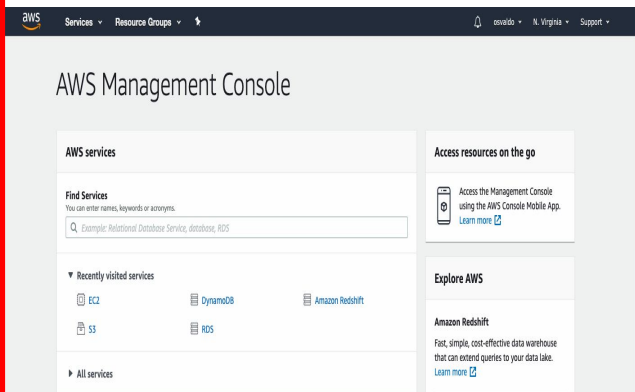 aws
Services
Resource Groups
osvaldo
N. Virginia
Support
AWS Management Console
AWS services
Find Services
You can enter names, keywords or acronyms.
Example: Relational Database Service, database, RDS
Recently visited services
EC2
DynamoDB
Amazon Redshift
S3
RDS
All services
Access resources on the go
Access the Management Console
using the AWS Console Mobile App.
Learn more
Explore AWS
Amazon Redshift
Fast, simple, cost-effective data warehouse
that can extend queries to your data lake.
Learn more